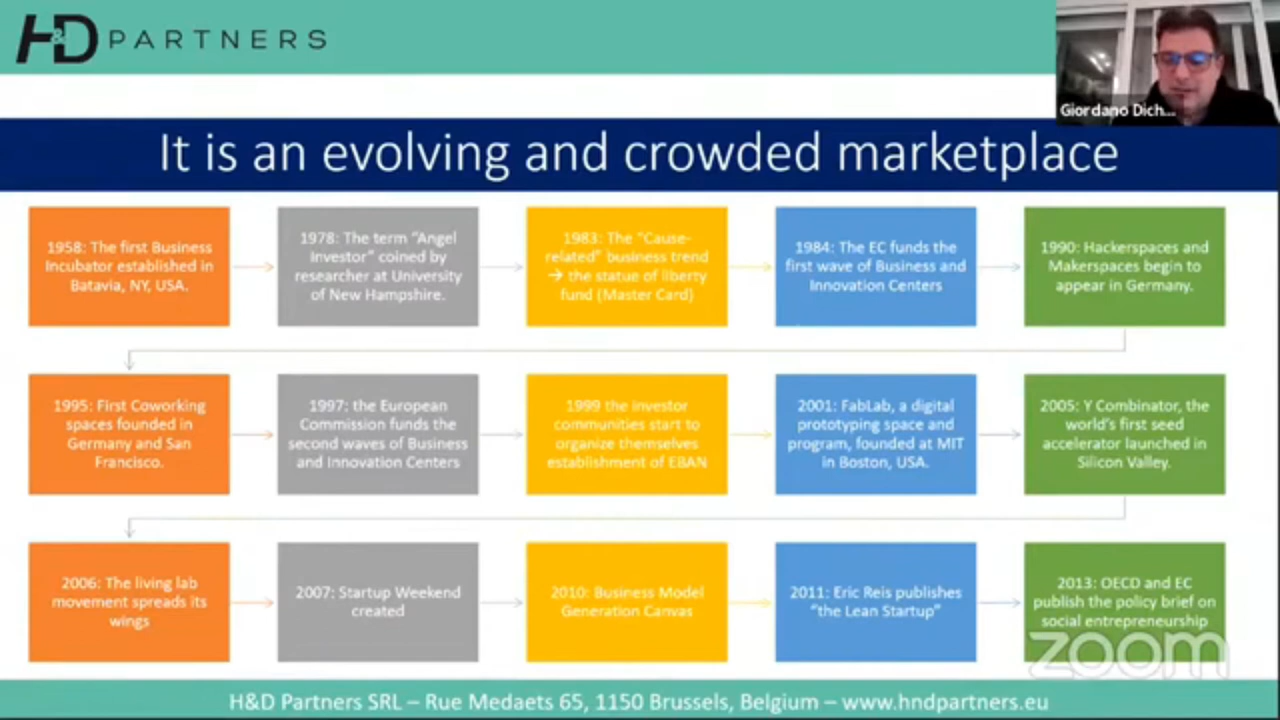 H&D PARTNERS
Giordano Dich...
It is an evolving and crowded marketplace
1958: The first Business
Incubator established in
Batavia, NY, USA.
1978: The term “Angel
Investor” coined by
researcher at University
of New Hampshire.
1983: The “Cause-
related” business trend
→ the statue of liberty
fund (Master Card)
1984: The EC funds the
first wave of Business and
Innovation Centers
1990: Hackerspaces and
Makerspaces begin to
appear in Germany.
1995: First Coworking
spaces founded in
Germany and San
Francisco.
1997: the European
Commission funds the
second waves of Business
and Innovation Centers
1999 the investor
communities start to
organize themselves
establishment of EBAN
2001: FabLab, a digital
prototyping space and
program, founded at MIT
in Boston, USA.
2005: Y Combinator, the
world’s first seed
accelerator launched in
Silicon Valley.
2006: The living lab
movement spreads its
wings
2007: Startup Weekend
created
2010: Business Model
Generation Canvas
2011: Eric Reis publishes
“the Lean Startup”
2013: OECD and EC
publish the policy brief on
social entrepreneurship
zoom
H&D Partners SRL – Rue Medaets 65, 1150 Brussels, Belgium – www.hndpartners.eu